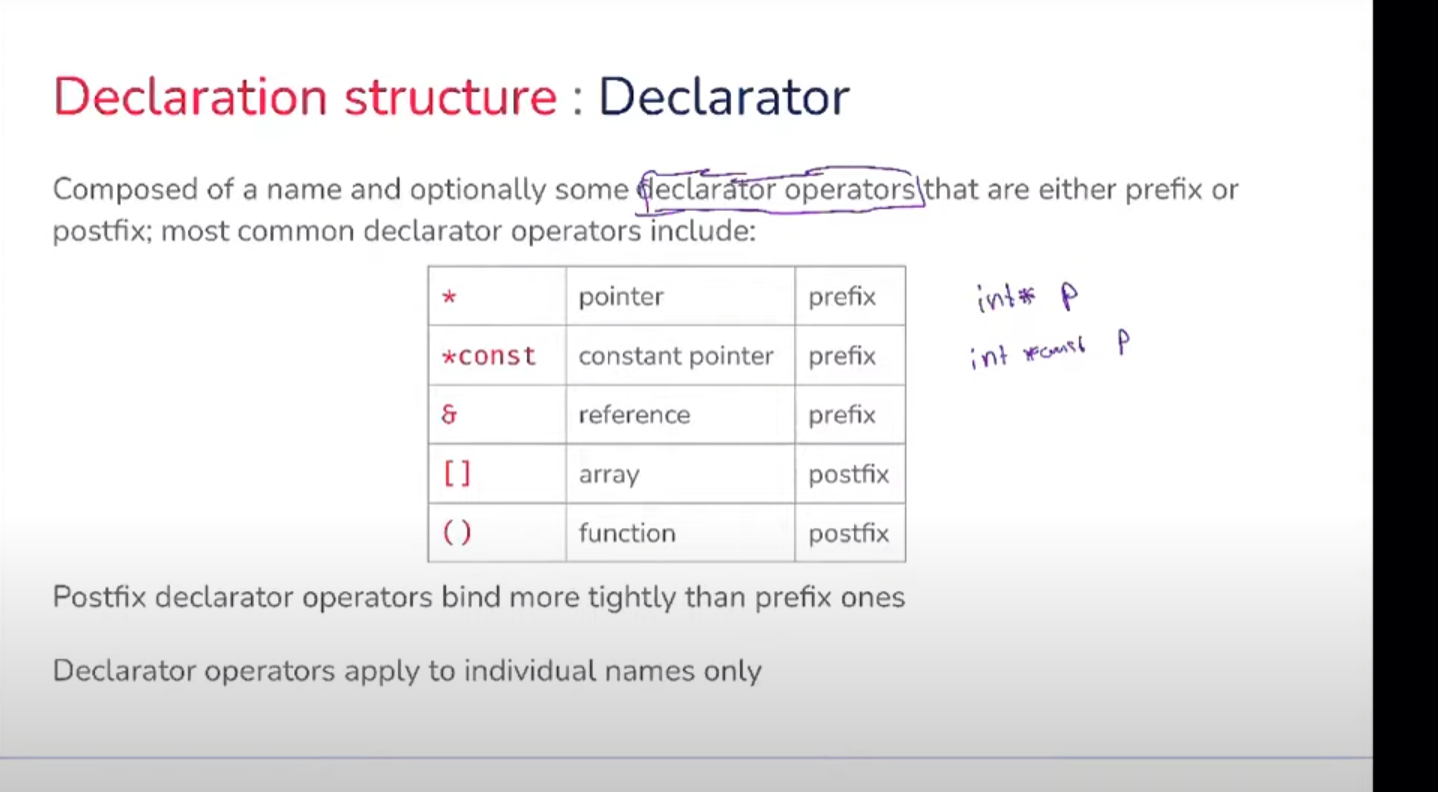 Declaration structure : Declarator
Composed of a name and optionally some declarator operators that are either prefix or
postfix; most common declarator operators include:
* pointer prefix int* p
*const constant pointer prefix int *const p
& reference prefix
[] array postfix
() function postfix
Postfix declarator operators bind more tightly than prefix ones
Declarator operators apply to individual names only